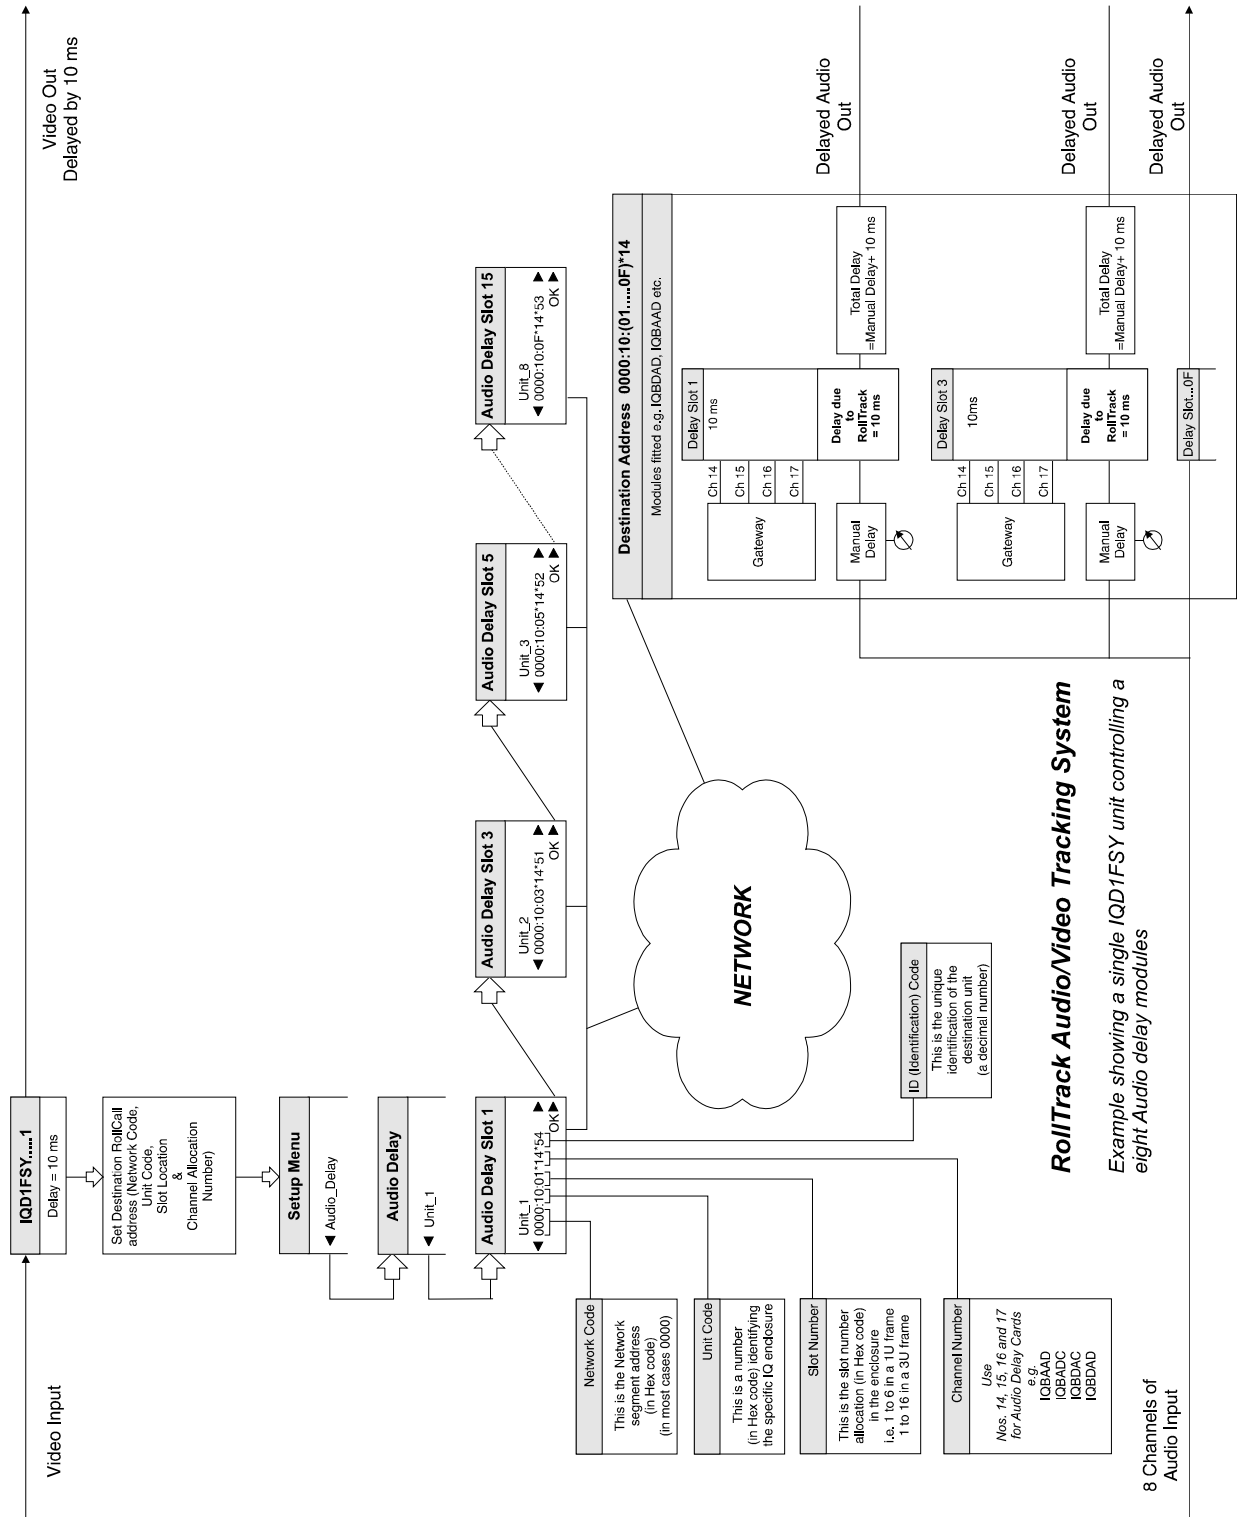 Video Input
IQD1FSY.....1
Delay = 10 ms
Video Out
Delayed by 10 ms
Set Destination RollCall
address (Network Code,
Unit Code,
Slot Location
&
Channel Allocation
Number)
Setup Menu
◀ Audio_Delay
Audio Delay
◀ Unit_1
Audio Delay Slot 1
Unit_1
◀ 0000:10:01*14*54 ▶
OK ▶
Audio Delay Slot 3
Unit_2
◀ 0000:10:03*14*51 ▶
OK ▶
Audio Delay Slot 5
Unit_3
◀ 0000:10:05*14*52 ▶
OK ▶
Audio Delay Slot 15
Unit_8
◀ 0000:10:0F*14*53 ▶
OK ▶
Network Code
This is the Network
segment address
(in Hex code)
(in most cases 0000)
Unit Code
This is a number
(in Hex code) identifying
the specific IQ enclosure
Slot Number
This is the slot number
allocation (in Hex code)
in the enclosure
i.e. 1 to 6 in a 1U frame
1 to 16 in a 3U frame
Channel Number
Use
Nos. 14, 15, 16 and 17
for Audio Delay Cards
e.g.
IQBAAD
IQBADC
IQBDAC
IQBDAD
ID (Identification) Code
This is the unique
identification of the
destination unit
(a decimal number)
NETWORK
Destination Address 0000:10:(01.....0F)*14
Modules fitted e.g. IQBDAD, IQBAAD etc.
Gateway
Ch 14
Ch 15
Ch 16
Ch 17
Delay Slot 1
10 ms
Manual
Delay
Delay due
to
RollTrack
= 10 ms
Total Delay
=Manual Delay+ 10 ms
Delayed Audio
Out
Gateway
Ch 14
Ch 15
Ch 16
Ch 17
Delay Slot 3
10ms
Manual
Delay
Delay due
to
RollTrack
= 10 ms
Total Delay
=Manual Delay+ 10 ms
Delayed Audio
Out
Delay Slot...0F
Delayed Audio
Out
RollTrack Audio/Video Tracking System
Example showing a single IQD1FSY unit controlling a
eight Audio delay modules
8 Channels of
Audio Input